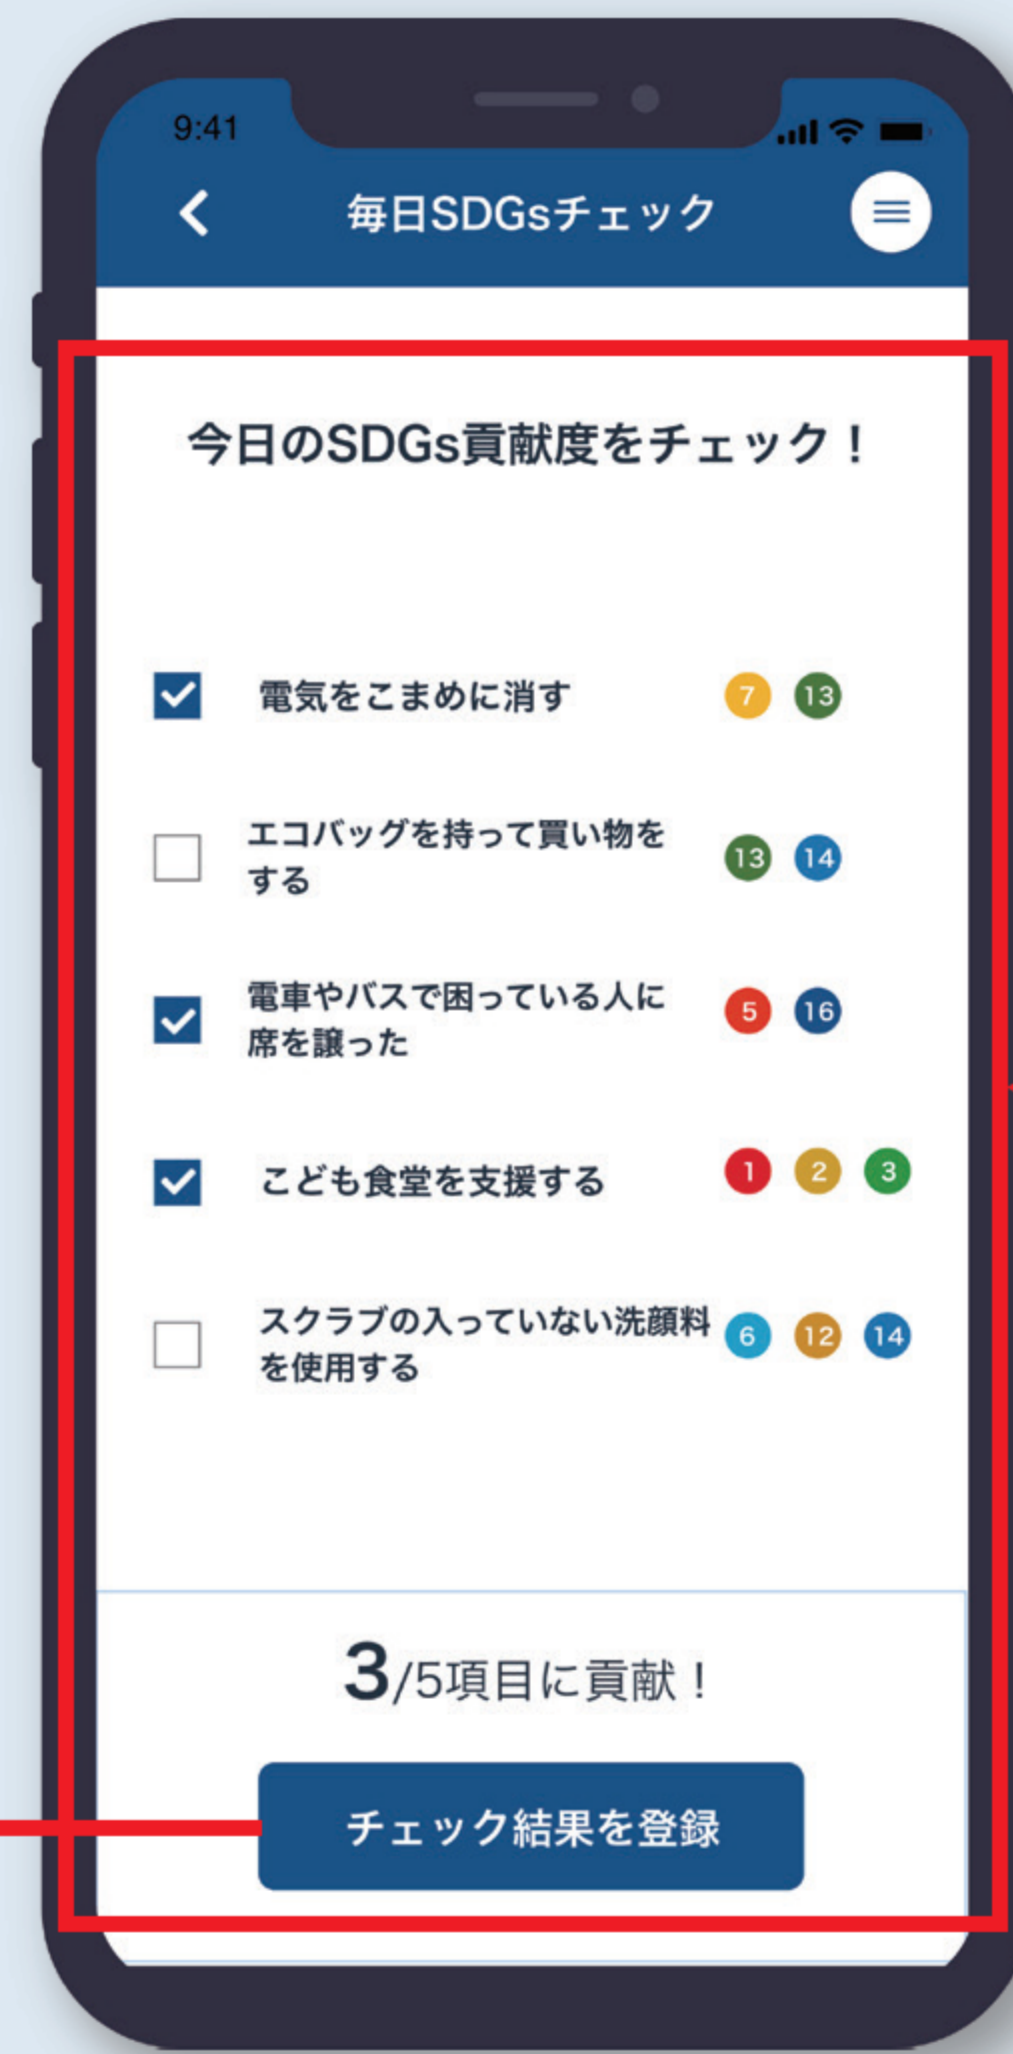 9:41
毎日SDGsチェック
今日のSDGs貢献度をチェック！
電気をこまめに消す 7 13
エコバッグを持って買い物を
する 13 14
電車やバスで困っている人に
席を譲った 5 16
こども食堂を支援する 1 2 3
スクラブの入っていない洗顔料
を使用する 6 12 14
3/5項目に貢献！
チェック結果を登録